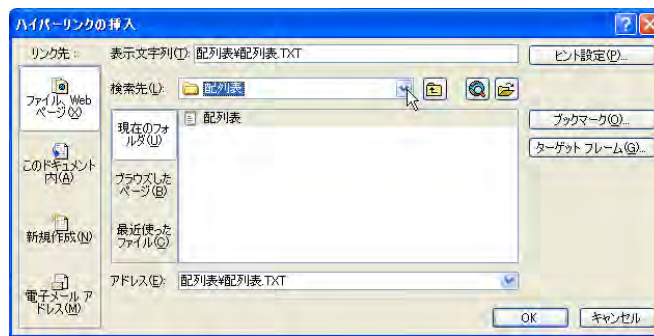 ハイパーリンクの挿入
リンク先:
表示文字列(T): 配列表¥配列表.TXT
ヒント設定(P)...
ファイル、Web
ページ(X)
検索先(L): 配列表
現在のフォ
ルダ(U)
配列表
ブックマーク(O)...
ターゲット フレーム(G)...
このドキュメント
内(A)
ブラウズした
ページ(B)
新規作成(N)
最近使った
ファイル(C)
電子メール ア
ドレス(M)
アドレス(E): 配列表¥配列表.TXT
OK
キャンセル